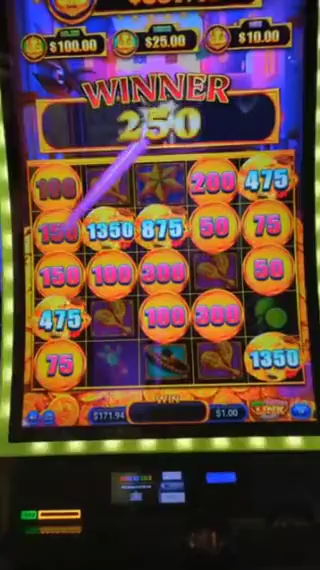 $100.00 $25.00 $10.00
WINNER
250
100 200 475
150 1350 875 50 75
150 100 300 50
475 100 300
75 1350
WIN
$171.94 $1.00
LINK